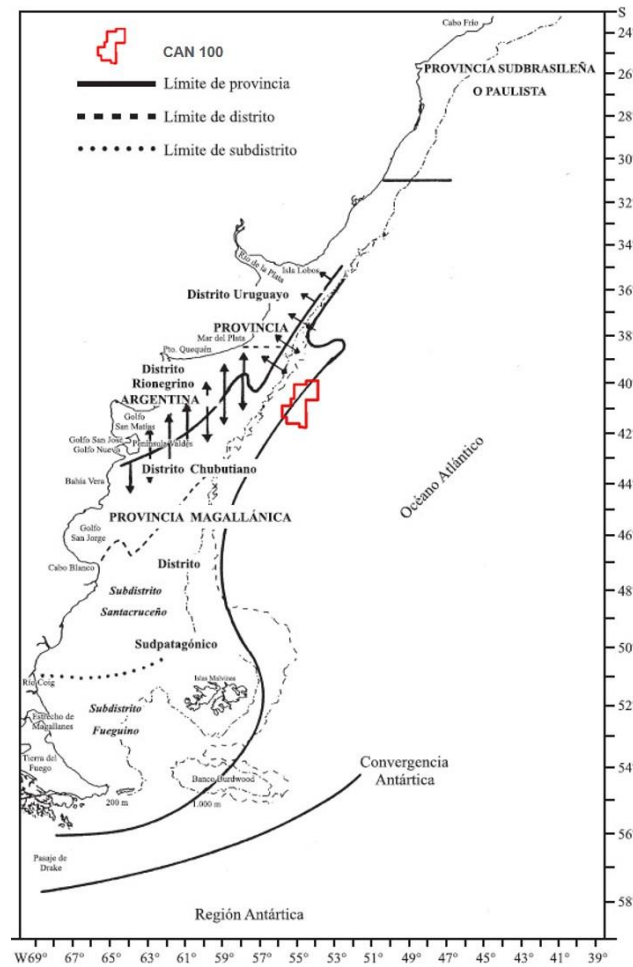 CAN 100
Límite de provincia
Límite de distrito
Límite de subdistrito
Cabo Frío
PROVINCIA SUDBRASILEÑA
O PAULISTA
Río de la Plata
Isla Lobos
Distrito Uruguayo
Mar del Plata
PROVINCIA
Pto. Quequén
Distrito
Rionegrino
ARGENTINA
Golfo
San Matías
Golfo San José
Golfo Nuevo
Península Valdés
Distrito Chubutiano
Bahía Vera
PROVINCIA MAGALLÁNICA
Golfo
San Jorge
Cabo Blanco
Distrito
Subdistrito
Santacruceño
Sudpatagónico
Río Coig
Islas Malvinas
Subdistrito
Fueguino
Estrecho de
Magallanes
Tierra del
Fuego
Banco Burdwood
200 m
1.000 m
Océano Atlántico
Convergencia
Antártica
Pasaje de
Drake
Región Antártica
S
24°
26°
28°
30°
32°
34°
36°
38°
40°
42°
44°
46°
48°
50°
52°
54°
56°
58°
W69° 67° 65° 63° 61° 59° 57° 55° 53° 51° 49° 47° 45° 43° 41° 39°